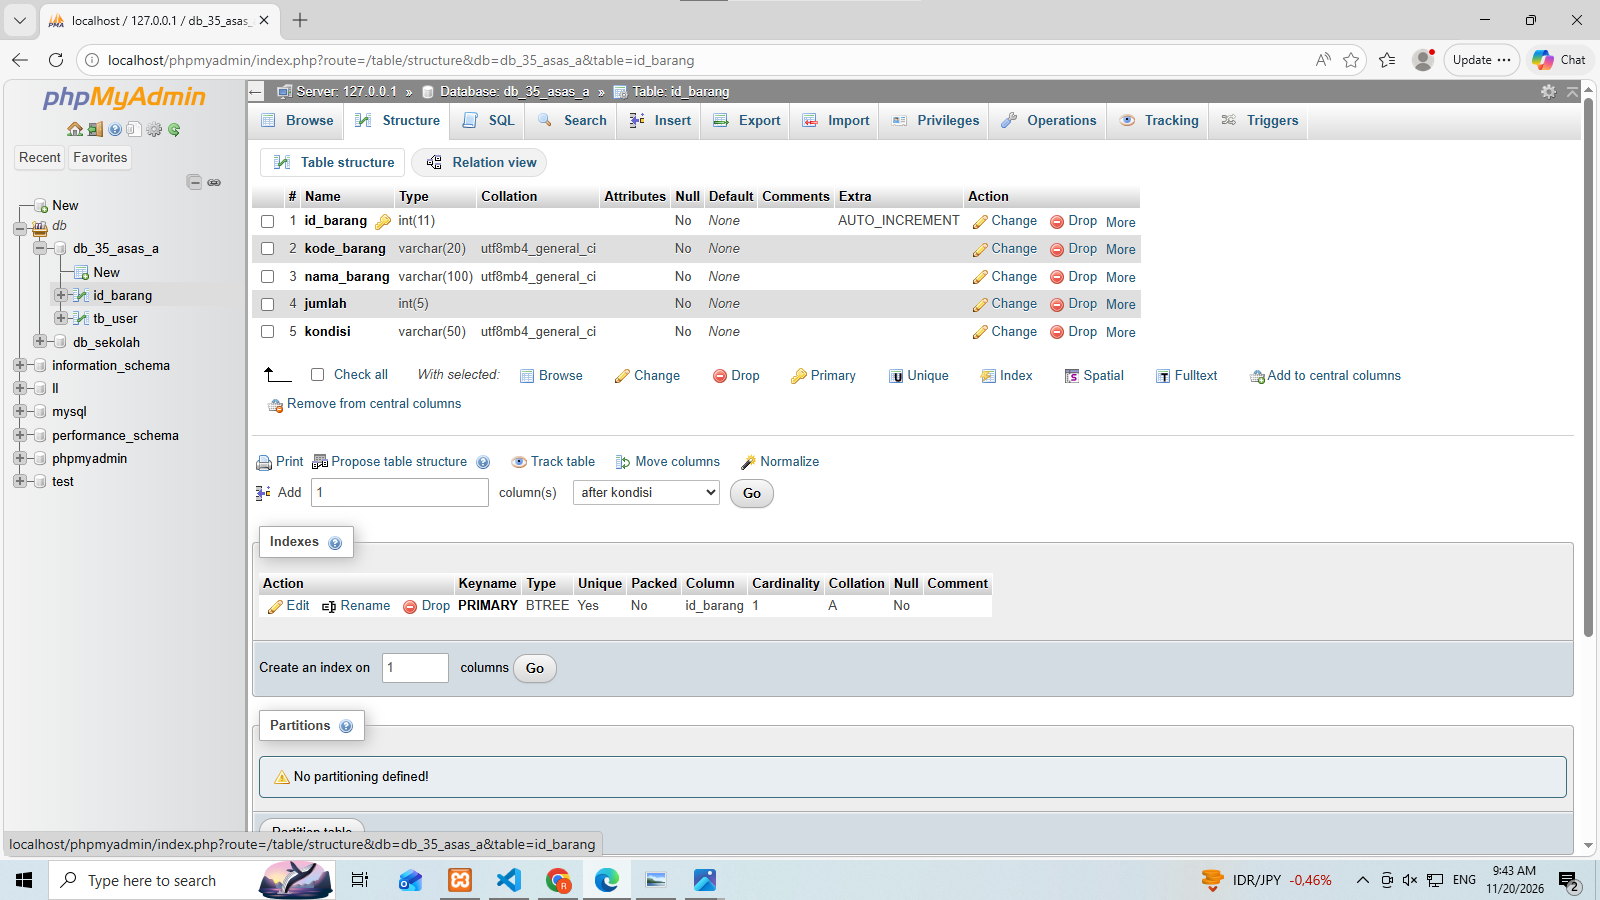 localhost / 127.0.0.1 / db_35_asas_
localhost/phpmyadmin/index.php?route=/table/structure&db=db_35_asas_a&table=id_barang
Update
Chat
phpMyAdmin
Recent
Favorites
New
db
db_35_asas_a
New
id_barang
tb_user
db_sekolah
information_schema
ll
mysql
performance_schema
phpmyadmin
test
Server: 127.0.0.1 » Database: db_35_asas_a » Table: id_barang
Browse Structure SQL Search Insert Export Import Privileges Operations Tracking Triggers
Table structure Relation view
# Name Type Collation Attributes Null Default Comments Extra Action
1 id_barang int(11) No None AUTO_INCREMENT Change Drop More
2 kode_barang varchar(20) utf8mb4_general_ci No None Change Drop More
3 nama_barang varchar(100) utf8mb4_general_ci No None Change Drop More
4 jumlah int(5) No None Change Drop More
5 kondisi varchar(50) utf8mb4_general_ci No None Change Drop More
Check all With selected: Browse Change Drop Primary Unique Index Spatial Fulltext Add to central columns
Remove from central columns
Print Propose table structure Track table Move columns Normalize
Add 1 column(s) after kondisi Go
Indexes
Action Keyname Type Unique Packed Column Cardinality Collation Null Comment
Edit Rename Drop PRIMARY BTREE Yes No id_barang 1 A No
Create an index on 1 columns Go
Partitions
No partitioning defined!
Partition table
localhost/phpmyadmin/index.php?route=/table/structure&db=db_35_asas_a&table=id_barang
Type here to search
IDR/JPY -0,46%
ENG
9:43 AM
11/20/2026
2